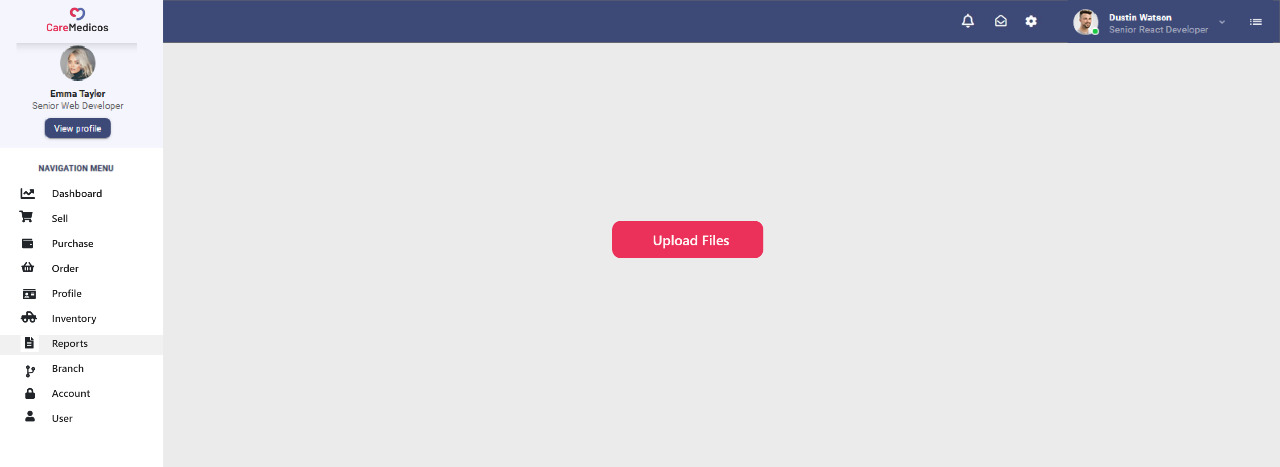 CareMedicos
Emma Tayler
Senior Web Developer
View profile
NAVIGATION MENU
Dashboard
Sell
Purchase
Order
Profile
Inventory
Reports
Branch
Account
User
Dustin Watson
Senior React Developer
Upload Files